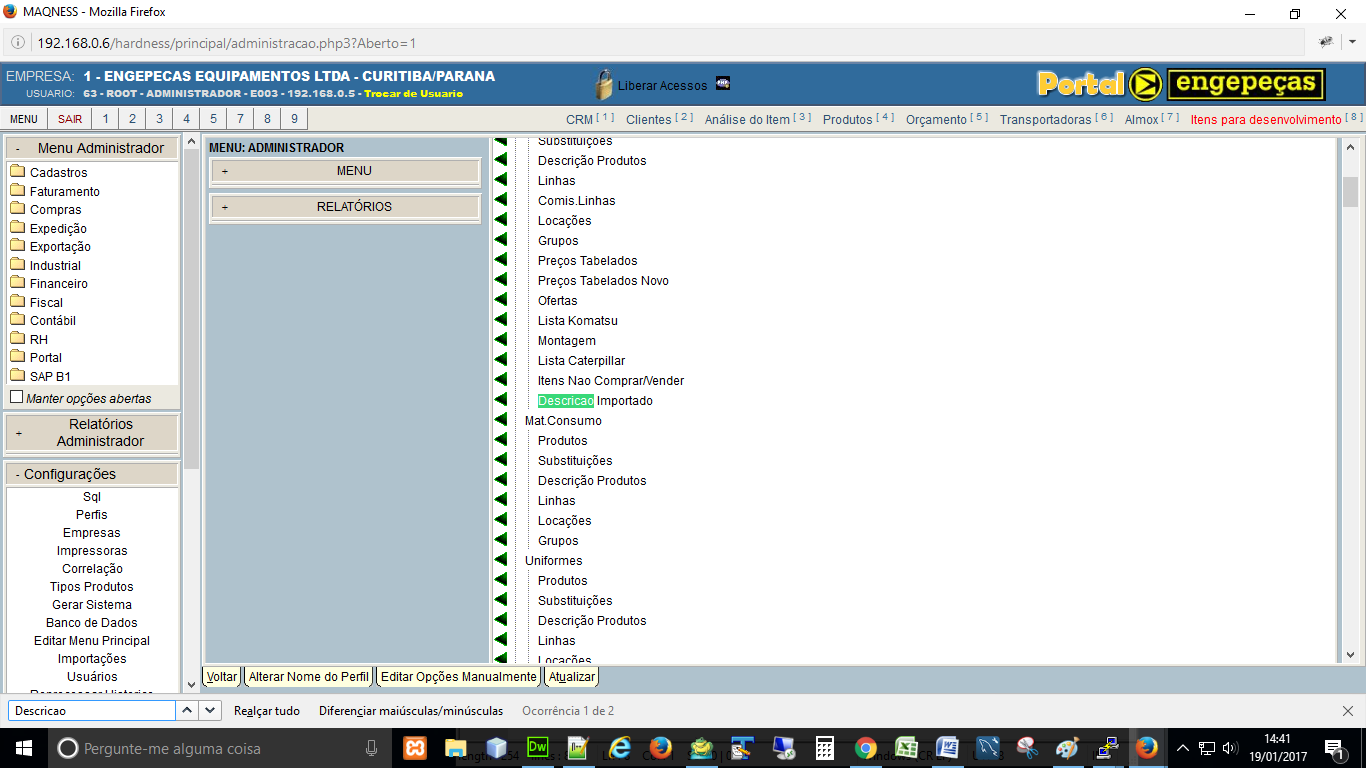 MAQNESS - Mozilla Firefox
192.168.0.6/hardness/principal/administracao.php3?Aberto=1
EMPRESA: 1 - ENGEPECAS EQUIPAMENTOS LTDA - CURITIBA/PARANA
USUARIO: 63 - ROOT - ADMINISTRADOR - E003 - 192.168.0.5 - Trocar de Usuario
Liberar Acessos
Portal engepeças
MENU SAIR 1 2 3 4 5 7 8 9
CRM [ 1 ] Clientes [ 2 ] Análise do Item [ 3 ] Produtos [ 4 ] Orçamento [ 5 ] Transportadoras [ 6 ] Almox [ 7 ] Itens para desenvolvimento [ 8 ]
- Menu Administrador
Cadastros
Faturamento
Compras
Expedição
Exportação
Industrial
Financeiro
Fiscal
Contábil
RH
Portal
SAP B1
Manter opções abertas
+ Relatórios
Administrador
- Configurações
Sql
Perfis
Empresas
Impressoras
Correlação
Tipos Produtos
Gerar Sistema
Banco de Dados
Editar Menu Principal
Importações
Usuários
MENU: ADMINISTRADOR
+ MENU
+ RELATÓRIOS
Substituições
Descrição Produtos
Linhas
Comis.Linhas
Locações
Grupos
Preços Tabelados
Preços Tabelados Novo
Ofertas
Lista Komatsu
Montagem
Lista Caterpillar
Itens Nao Comprar/Vender
Descricao Importado
Mat.Consumo
Produtos
Substituições
Descrição Produtos
Linhas
Locações
Grupos
Uniformes
Produtos
Substituições
Descrição Produtos
Linhas
Locações
Voltar Alterar Nome do Perfil Editar Opções Manualmente Atualizar
Descricao Realçar tudo Diferenciar maiúsculas/minúsculas Ocorrência 1 de 2
Pergunte-me alguma coisa
Dw
14:41
19/01/2017
1